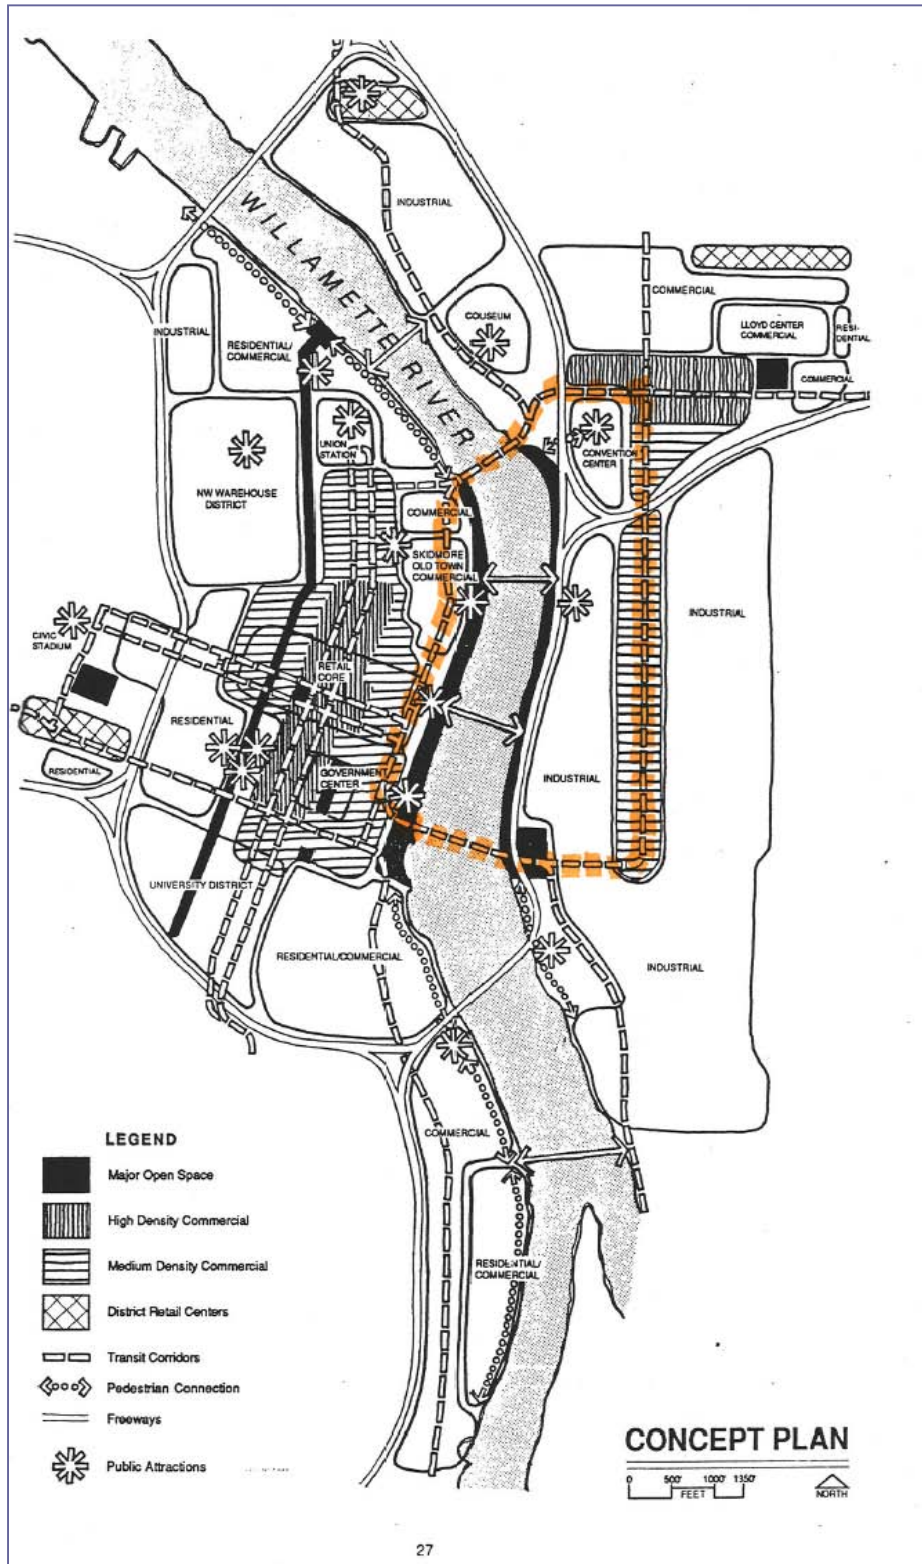 INDUSTRIAL
WILLAMETTE RIVER
COMMERCIAL
COUSEUM
LLOYD CENTER
COMMERCIAL
RESI-
DENTIAL
INDUSTRIAL
RESIDENTIAL/
COMMERCIAL
COMMERCIAL
UNION
STATION
CONVENTION
CENTER
NW WAREHOUSE
DISTRICT
COMMERCIAL
SKIDMORE
OLD TOWN
COMMERCIAL
INDUSTRIAL
CIVIC
STADIUM
RETAIL
CORE
RESIDENTIAL
RESIDENTIAL
GOVERNMENT
CENTER
INDUSTRIAL
UNIVERSITY DISTRICT
RESIDENTIAL/COMMERCIAL
INDUSTRIAL
COMMERCIAL
RESIDENTIAL/
COMMERCIAL
LEGEND
Major Open Space
High Density Commercial
Medium Density Commercial
District Retail Centers
Transit Corridors
Pedestrian Connection
Freeways
Public Attractions
CONCEPT PLAN
0 500' 1000' 1350'
FEET
NORTH
27